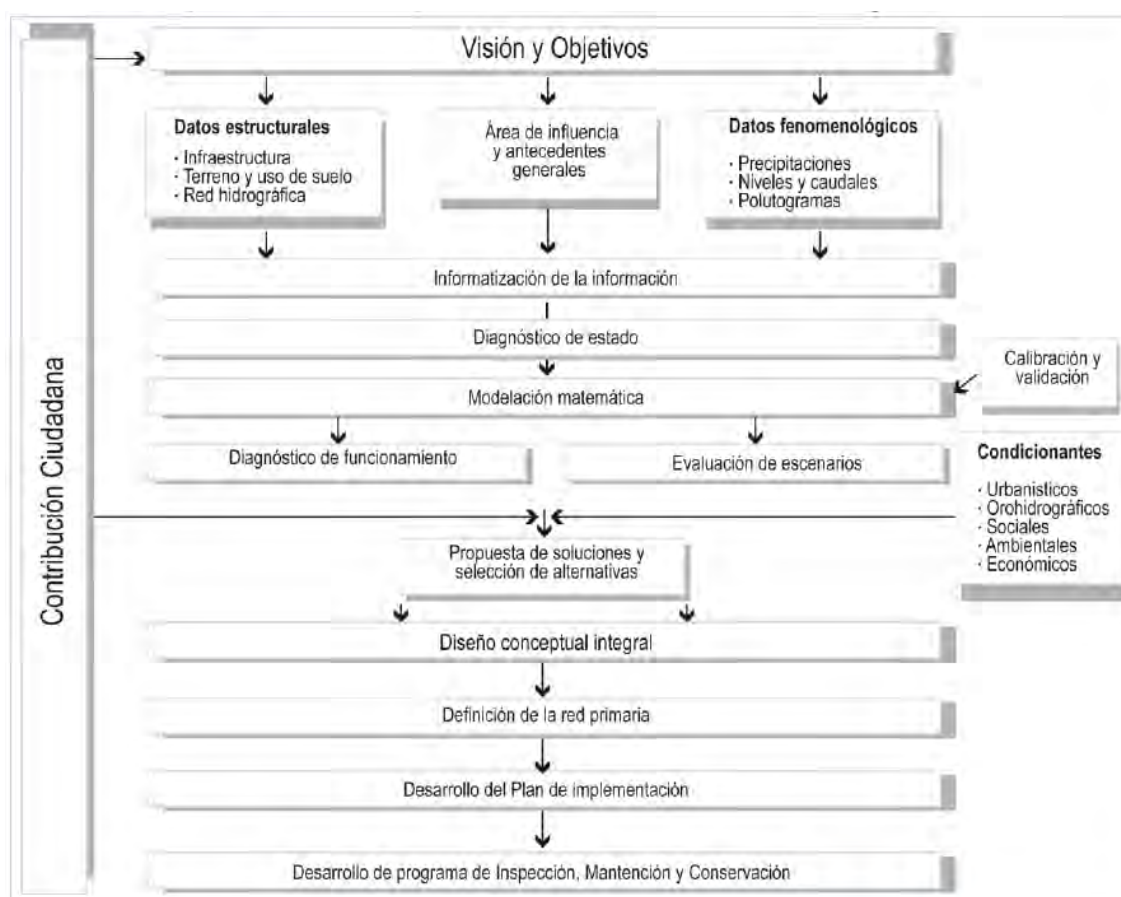 Visión y Objetivos
Datos estructurales
· Infraestructura
· Terreno y uso de suelo
· Red hidrográfica
Área de influencia
y antecedentes
generales
Datos fenomenológicos
· Precipitaciones
· Niveles y caudales
· Polutogramas
Informatización de la información
Diagnóstico de estado
Modelación matemática
Calibración y
validación
Diagnóstico de funcionamiento
Evaluación de escenarios
Condicionantes
· Urbanísticos
· Orohidrográficos
· Sociales
· Ambientales
· Económicos
Contribución Ciudadana
Propuesta de soluciones y
selección de alternativas
Diseño conceptual integral
Definición de la red primaria
Desarrollo del Plan de implementación
Desarrollo de programa de Inspección, Mantención y Conservación